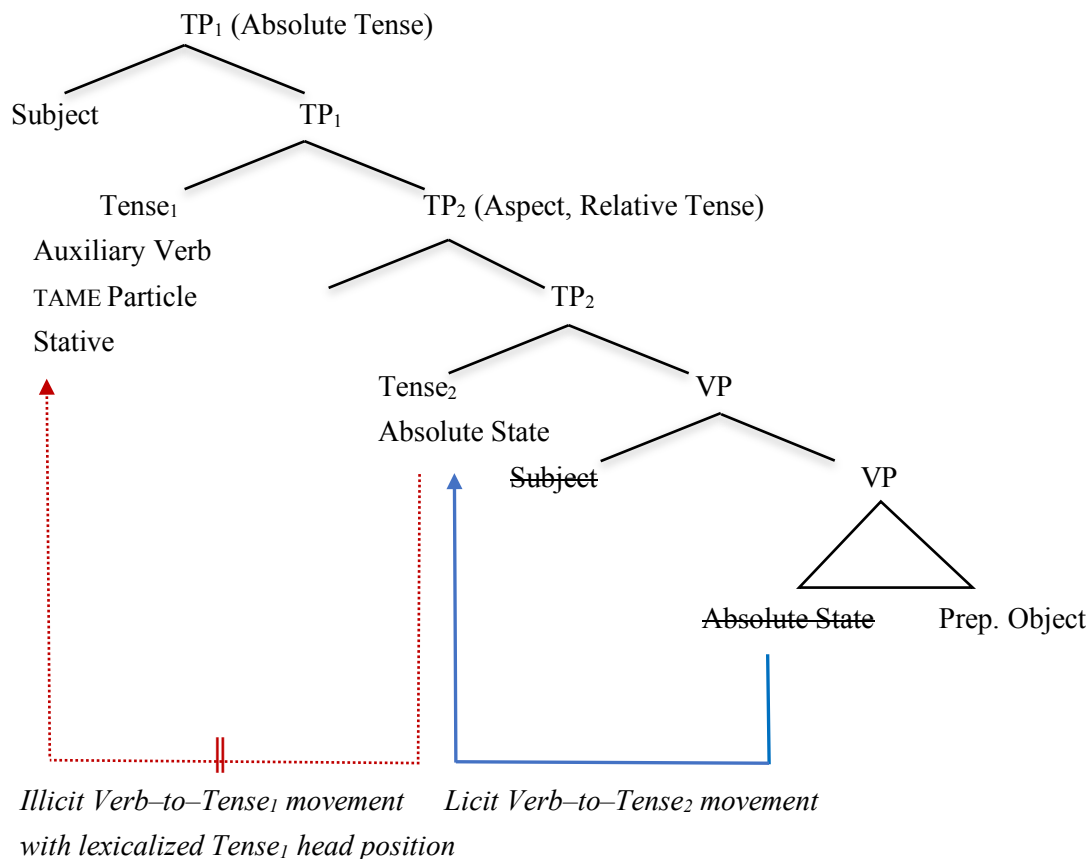 TP₁ (Absolute Tense)
Subject
TP₁
Tense₁
TP₂ (Aspect, Relative Tense)
Auxiliary Verb
TAME Particle
TP₂
Stative
Tense₂
VP
Absolute State
Subject
VP
Absolute State
Prep. Object
Illicit Verb–to–Tense₁ movement
with lexicalized Tense₁ head position
Licit Verb–to–Tense₂ movement